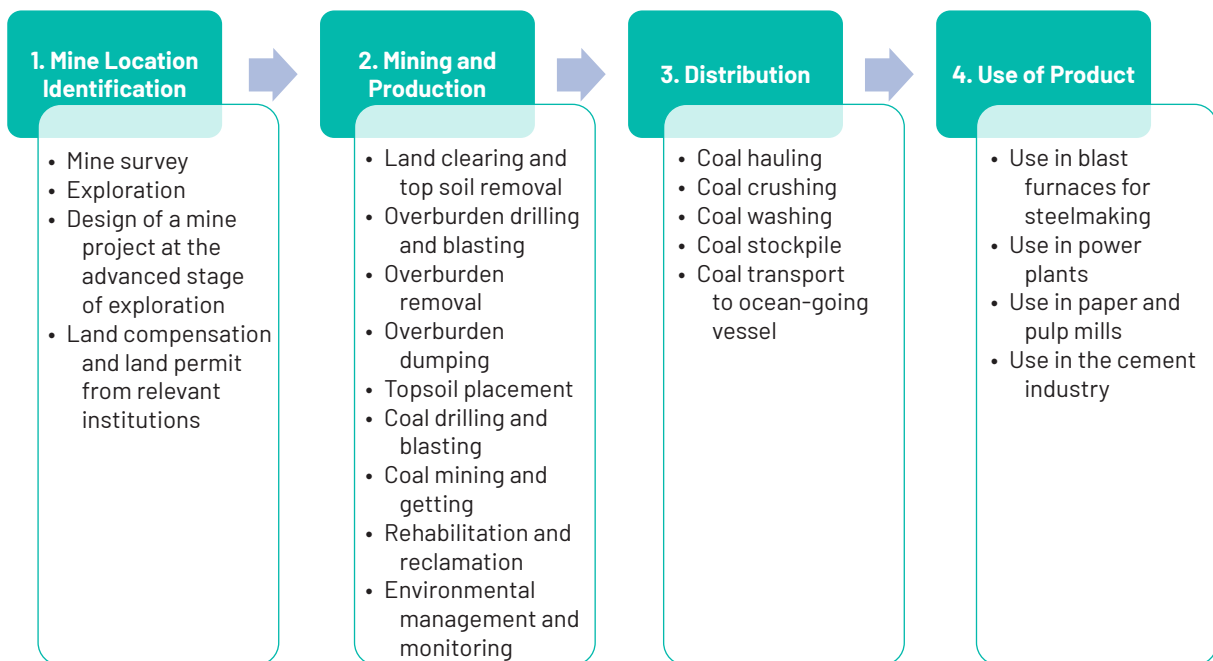 1. Mine Location
Identification
• Mine survey
• Exploration
• Design of a mine
project at the
advanced stage
of exploration
• Land compensation
and land permit
from relevant
institutions
2. Mining and
Production
• Land clearing and
top soil removal
• Overburden drilling
and blasting
• Overburden
removal
• Overburden
dumping
• Topsoil placement
• Coal drilling and
blasting
• Coal mining and
getting
• Rehabilitation and
reclamation
• Environmental
management and
monitoring
3. Distribution
• Coal hauling
• Coal crushing
• Coal washing
• Coal stockpile
• Coal transport
to ocean-going
vessel
4. Use of Product
• Use in blast
furnaces for
steelmaking
• Use in power
plants
• Use in paper and
pulp mills
• Use in the cement
industry